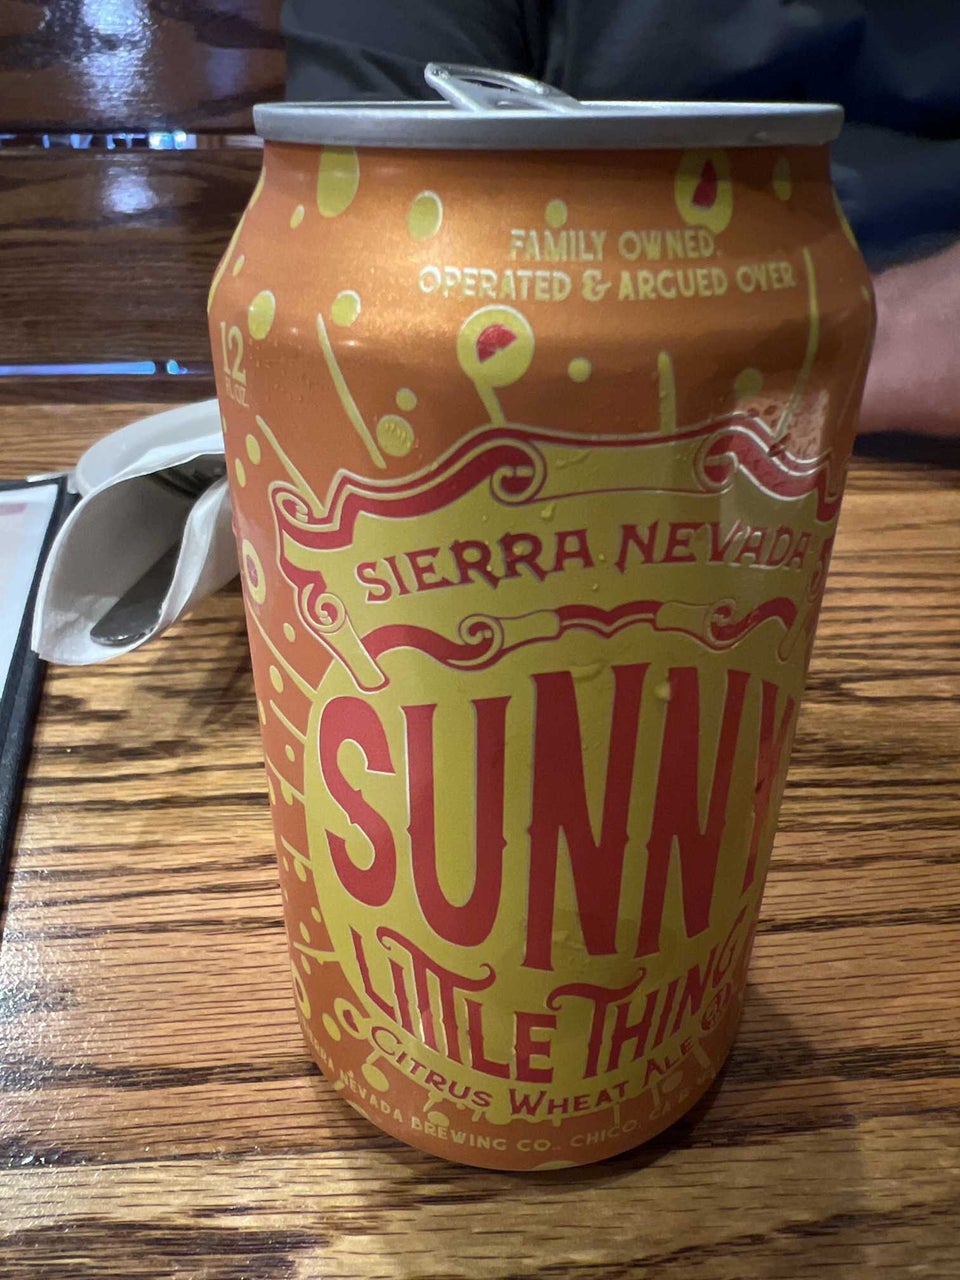 FAMILY OWNED,
OPERATED & ARGUED OVER
12
FL. OZ.
SIERRA NEVADA
SUNNY
LITTLE THING
CITRUS WHEAT ALE
SIERRA NEVADA BREWING CO., CHICO, CA